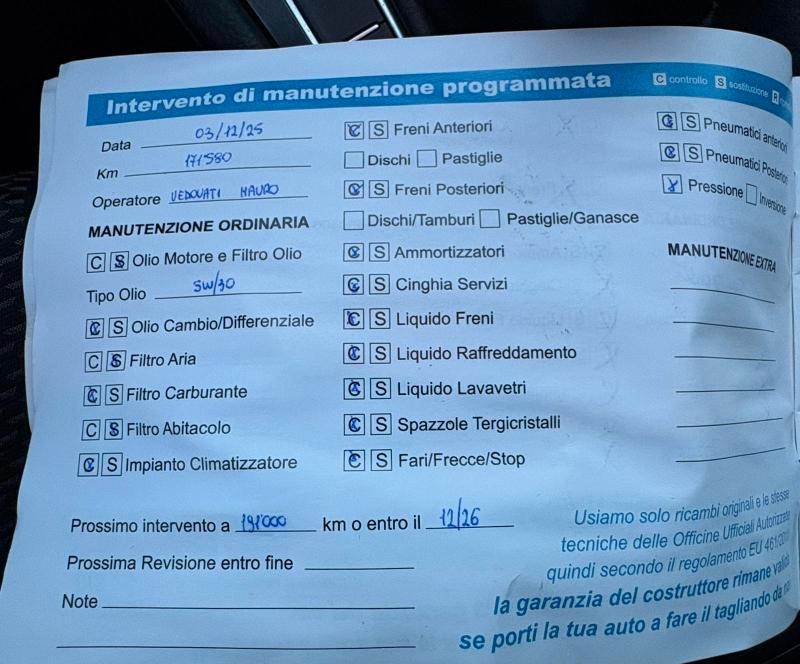 Intervento di manutenzione programmata C controllo S sostituzione R
Data 03/12/25
Km 171580
Operatore VEDOVATI MAURO
MANUTENZIONE ORDINARIA
C S Olio Motore e Filtro Olio
Tipo Olio 5W/30
C S Olio Cambio/Differenziale
C S Filtro Aria
C S Filtro Carburante
C S Filtro Abitacolo
C S Impianto Climatizzatore
C S Freni Anteriori
Dischi Pastiglie
C S Freni Posteriori
Dischi/Tamburi Pastiglie/Ganasce
C S Ammortizzatori
C S Cinghia Servizi
C S Liquido Freni
C S Liquido Raffreddamento
C S Liquido Lavavetri
C S Spazzole Tergicristalli
C S Fari/Frecce/Stop
C S Pneumatici anteriori
C S Pneumatici Posteriori
Pressione Inversione
MANUTENZIONE EXTRA
Prossimo intervento a 191'000 km o entro il 12/26
Prossima Revisione entro fine
Note
Usiamo solo ricambi originali e le stesse
tecniche delle Officine Ufficiali Autorizzate
quindi secondo il regolamento EU
la garanzia del costruttore rimane valida
se porti la tua auto a fare il tagliando da